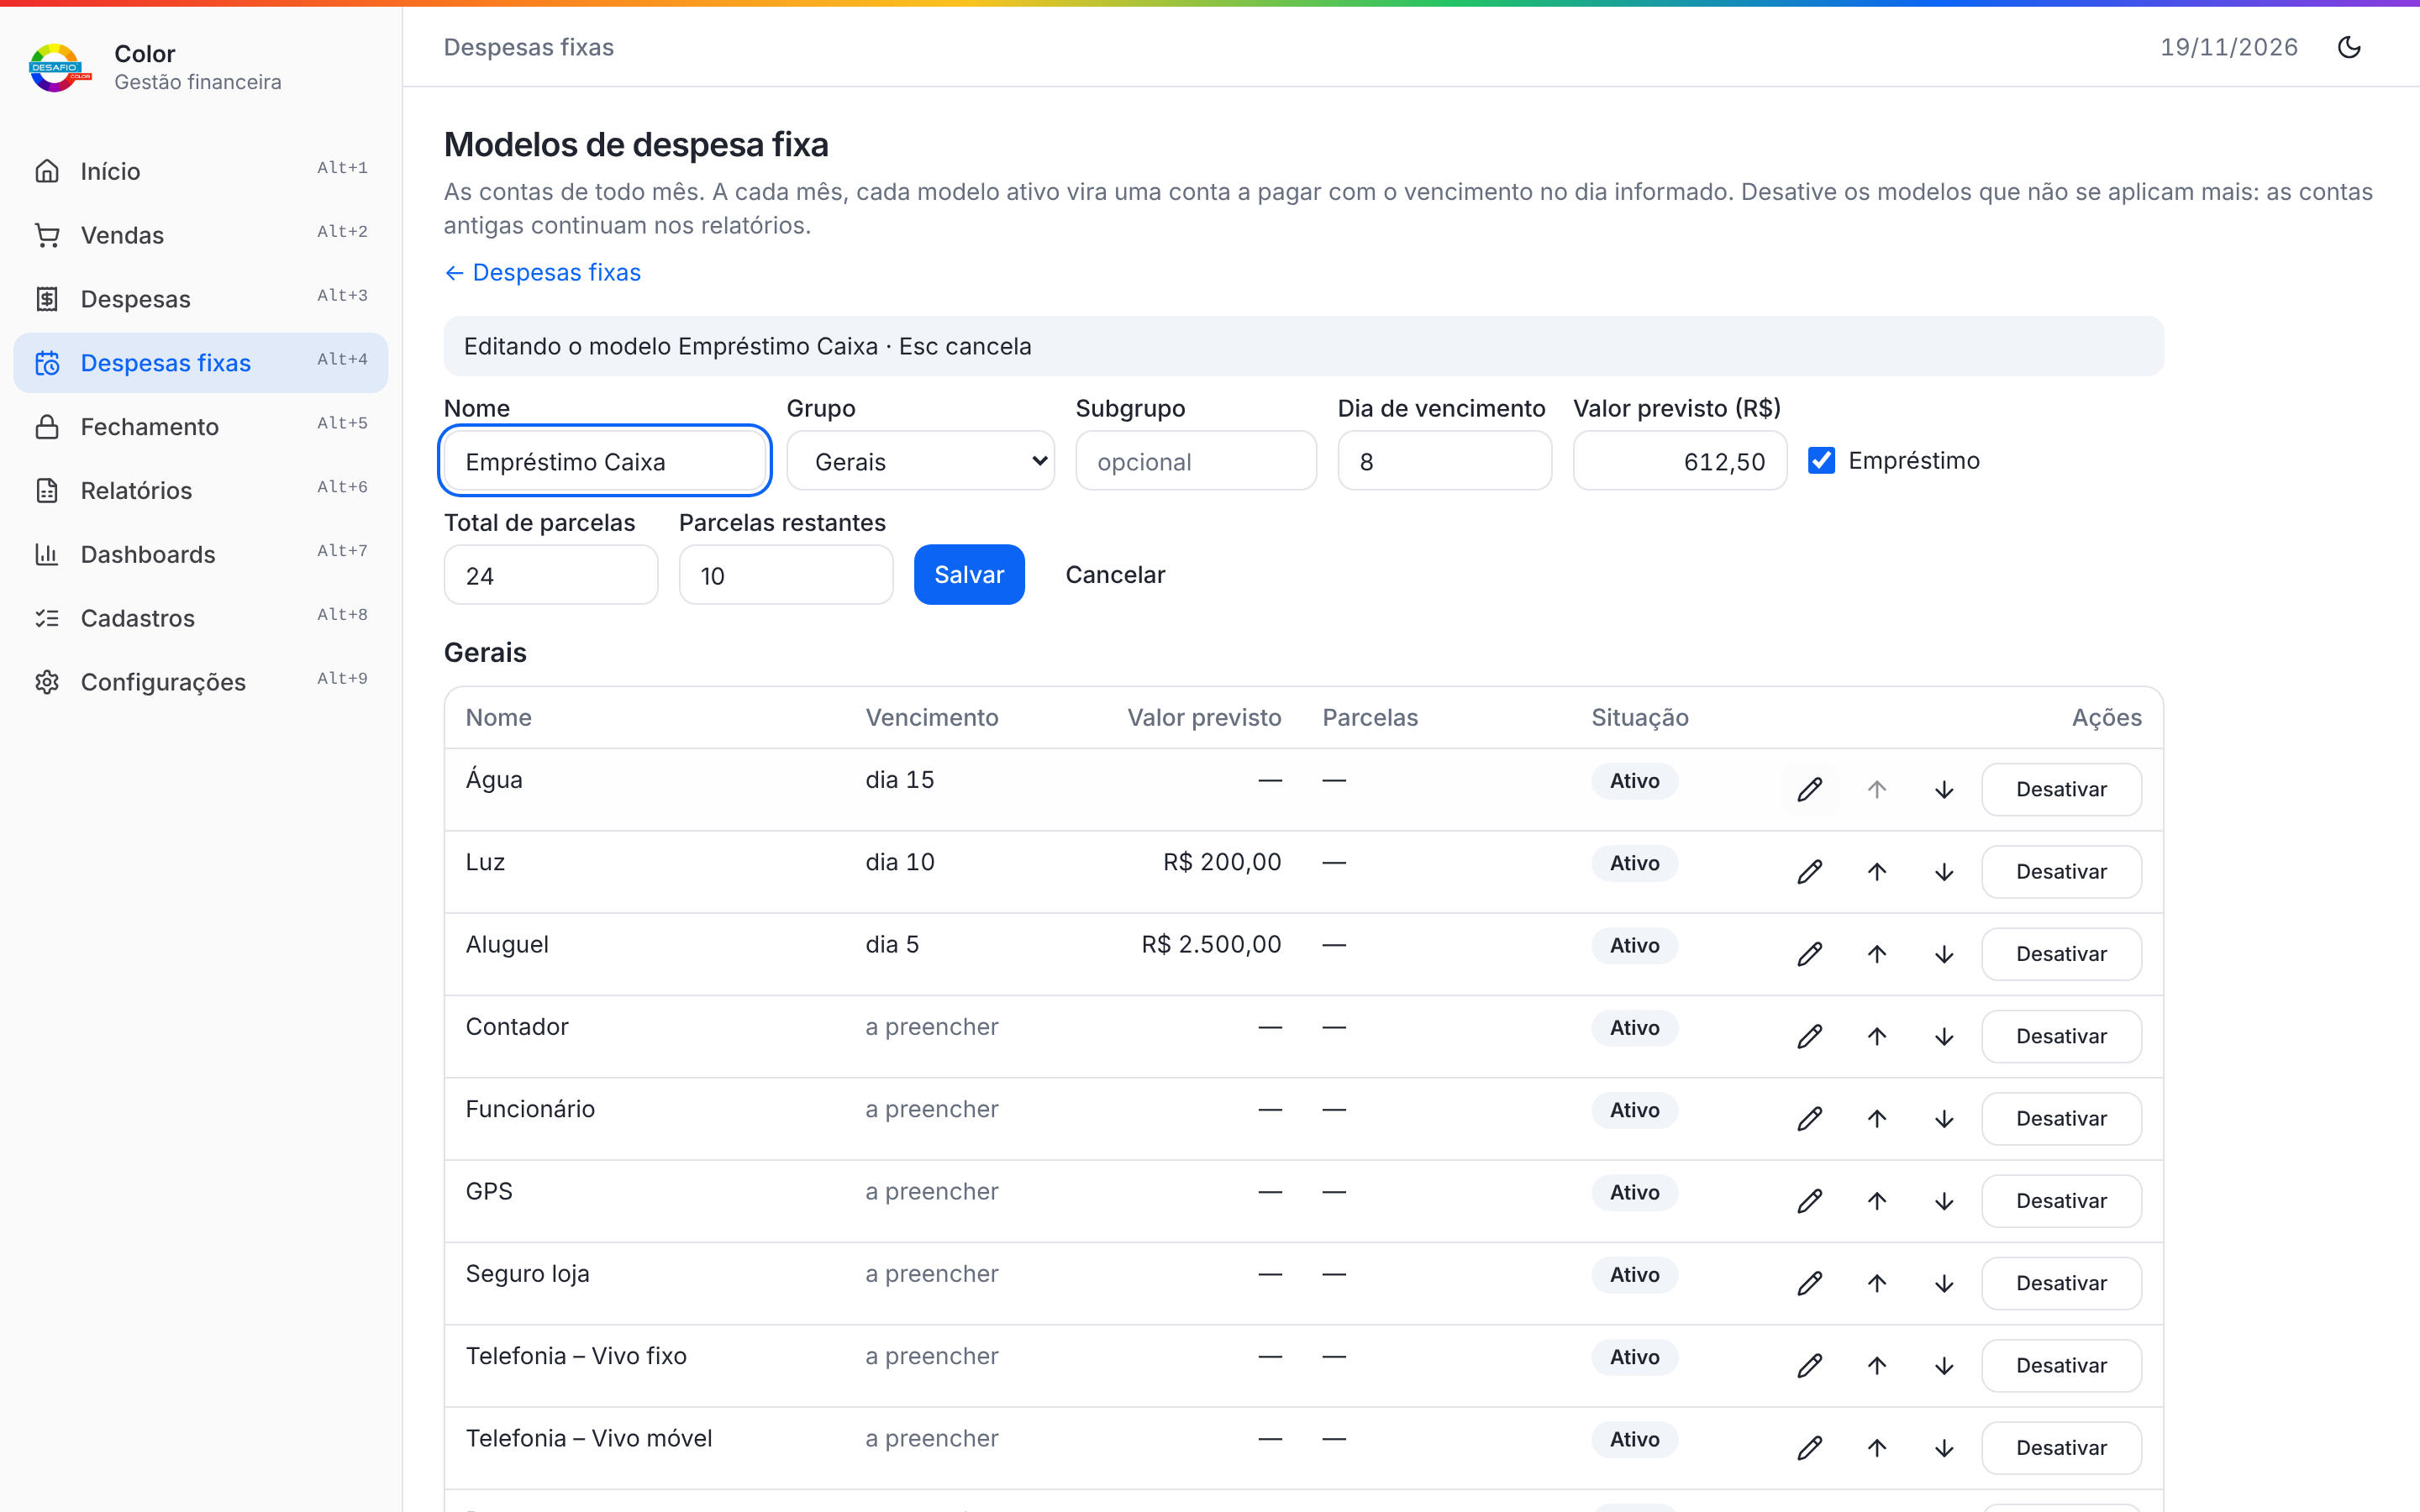 DESAFIO
COLOR
Color
Gestão financeira
Início Alt+1
Vendas Alt+2
Despesas Alt+3
Despesas fixas Alt+4
Fechamento Alt+5
Relatórios Alt+6
Dashboards Alt+7
Cadastros Alt+8
Configurações Alt+9
Despesas fixas 19/11/2026
Modelos de despesa fixa
As contas de todo mês. A cada mês, cada modelo ativo vira uma conta a pagar com o vencimento no dia informado. Desative os modelos que não se aplicam mais: as contas
antigas continuam nos relatórios.
← Despesas fixas
Editando o modelo Empréstimo Caixa · Esc cancela
Nome Grupo Subgrupo Dia de vencimento Valor previsto (R$)
Empréstimo Caixa Gerais opcional 8 612,50 Empréstimo
Total de parcelas Parcelas restantes
24 10 Salvar Cancelar
Gerais
Nome Vencimento Valor previsto Parcelas Situação Ações
Água dia 15 — — Ativo Desativar
Luz dia 10 R$ 200,00 — Ativo Desativar
Aluguel dia 5 R$ 2.500,00 — Ativo Desativar
Contador a preencher — — Ativo Desativar
Funcionário a preencher — — Ativo Desativar
GPS a preencher — — Ativo Desativar
Seguro loja a preencher — — Ativo Desativar
Telefonia – Vivo fixo a preencher — — Ativo Desativar
Telefonia – Vivo móvel a preencher — — Ativo Desativar